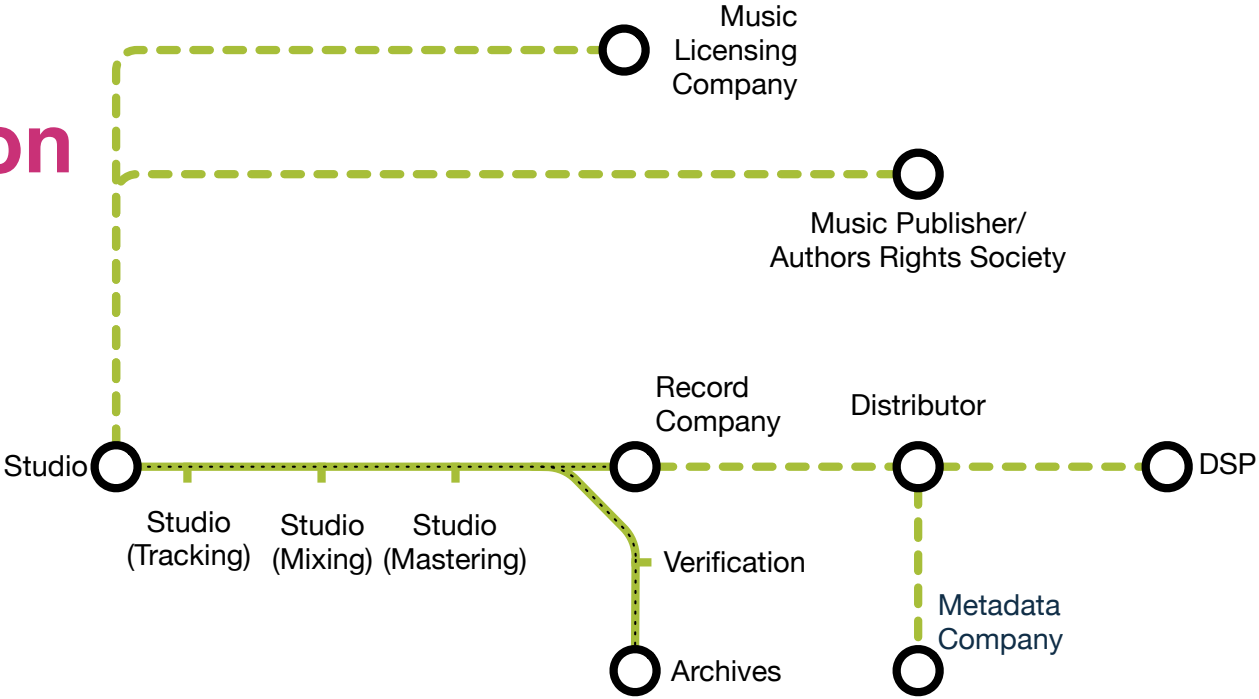 Music
Licensing
Company
on
Music Publisher/
Authors Rights Society
Record
Company
Distributor
Studio
DSP
Studio
(Tracking)
Studio
(Mixing)
Studio
(Mastering)
Verification
Metadata
Company
Archives